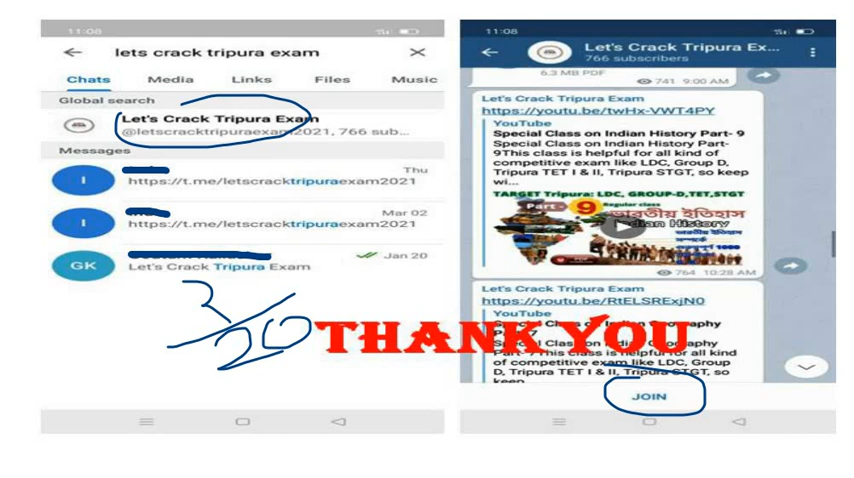 11:08
lets crack tripura exam
Chats Media Links Files Music
Global search
Let's Crack Tripura Exam
@letscracktripuraexam2021, 766 sub...
Messages
Thu
I https://t.me/letscracktripuraexam2021
Mar 02
I https://t.me/letscracktripuraexam2021
Jan 20
GK Let's Crack Tripura Exam
2/20
THANK YOU
11:08
Let's Crack Tripura Ex...
766 subscribers
6.3 MB PDF
741 9:00 AM
Let's Crack Tripura Exam
https://youtu.be/twHx-VWT4PY
YouTube
Special Class on Indian History Part- 9
Special Class on Indian History Part-
9This class is helpful for all kind of
competitive exam like LDC, Group D,
Tripura TET I & II, Tripura STGT, so keep
wi...
TARGET Tripura: LDC, GROUP-D,TET,STGT
Part - 9 Regular class
ভারতীয় ইতিহাস
Indian History
764 10:28 AM
Let's Crack Tripura Exam
https://youtu.be/RtELSRExjN0
YouTube
Special Class on Indian Geography
Part-7
Special Class on Indian Geography
Part-7 This class is helpful for all kind
of competitive exam like LDC, Group
D, Tripura TET I & II, Tripura STGT, so
keep
JOIN